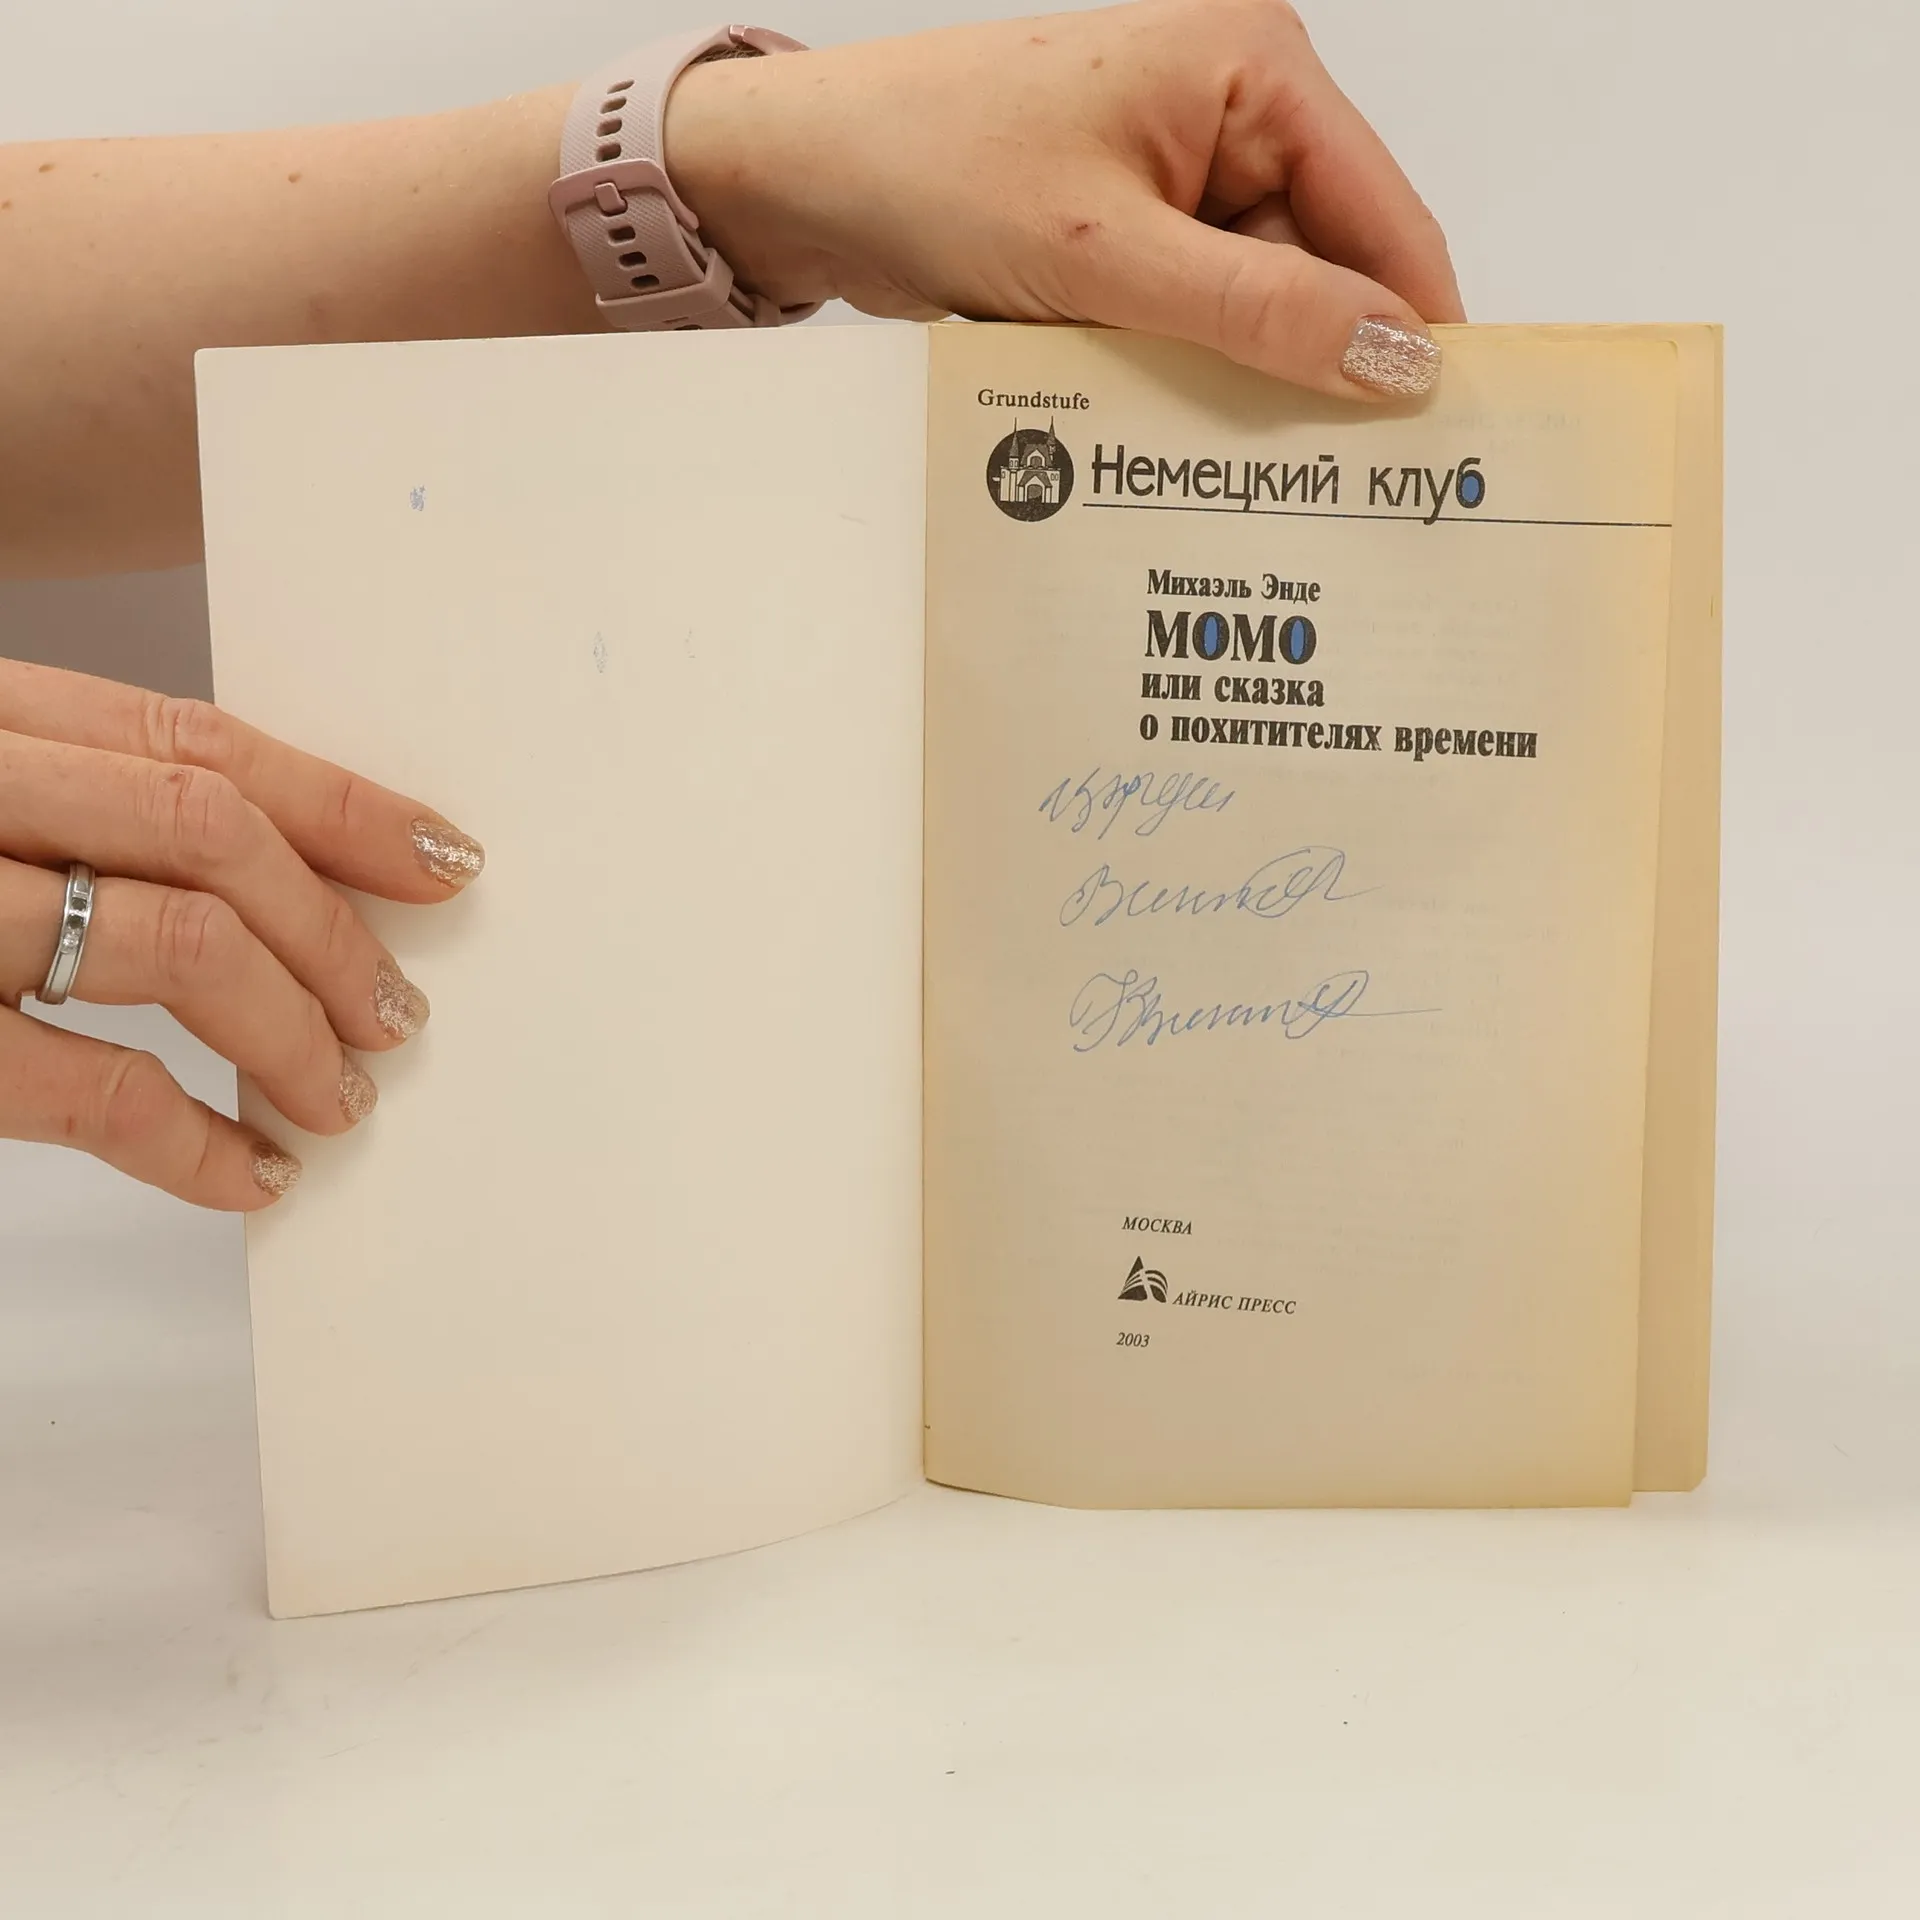 Grundstufe
Немецкий клуб
Михаэль Энде
МОМО
или сказка
о похитителях времени
МОСКВА
АЙРИС ПРЕСС
2003